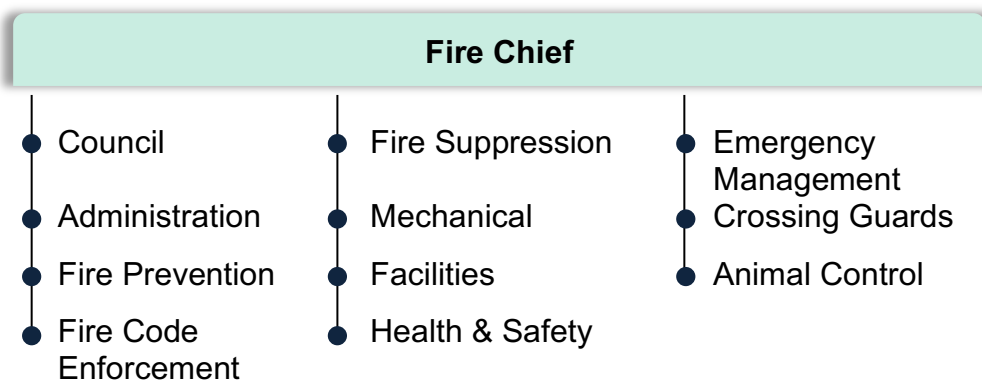 Fire Chief
Council
Administration
Fire Prevention
Fire Code
Enforcement
Fire Suppression
Mechanical
Facilities
Health & Safety
Emergency
Management
Crossing Guards
Animal Control